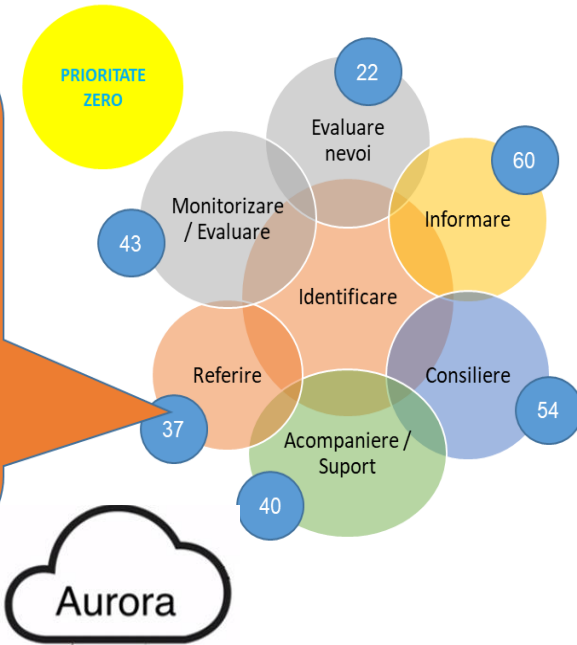 PRIORITATE
ZERO
22
Evaluare
nevoi
60
Informare
Monitorizare
/ Evaluare
43
Identificare
Referire
37
Consiliere
54
Acompaniere /
Suport
40
Aurora